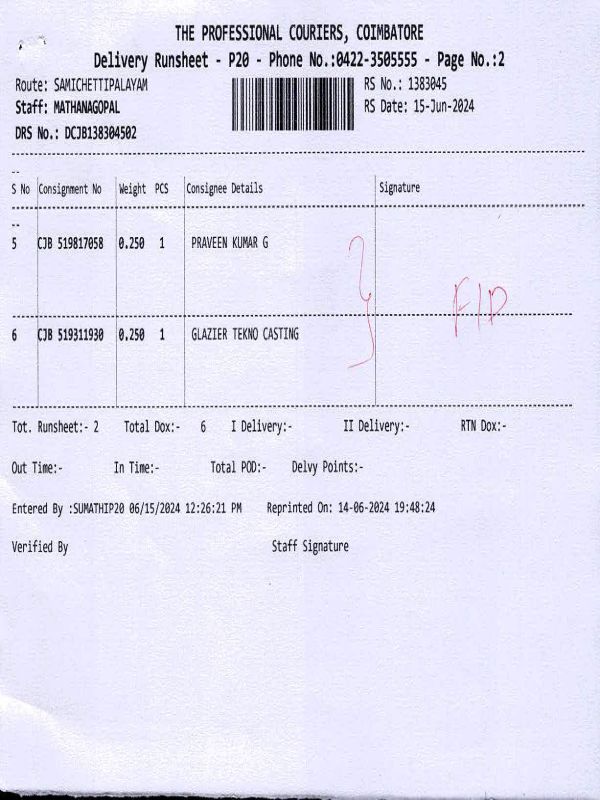 THE PROFESSIONAL COURIERS, COIMBATORE
Delivery Runsheet - P20 - Phone No.:0422-3505555 - Page No.:2
Route: SAMICHETTIPALAYAM RS No.: 1383045
Staff: MATHANAGOPAL RS Date: 15-Jun-2024
DRS No.: DCJB138304502
S No Consignment No Weight PCS Consignee Details Signature
5 CJB 519817058 0.250 1 PRAVEEN KUMAR G
6 CJB 519311930 0.250 1 GLAZIER TEKNO CASTING
Tot. Runsheet:- 2 Total Dox:- 6 I Delivery:- II Delivery:- RTN Dox:-
Out Time:- In Time:- Total POD:- Delvy Points:-
Entered By :SUMATHIP20 06/15/2024 12:26:21 PM Reprinted On: 14-06-2024 19:48:24
Verified By Staff Signature